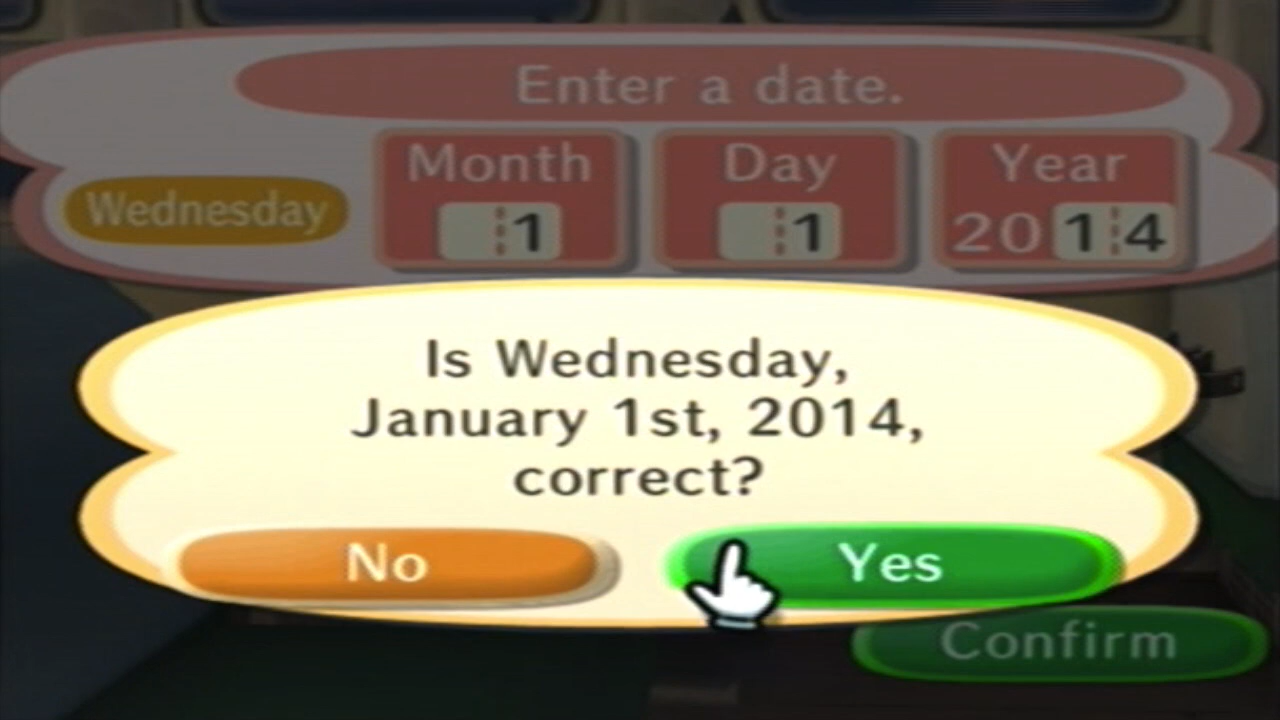 Enter a date.
Month Day Year
Wednesday 1 1 2014
Is Wednesday,
January 1st, 2014,
correct?
No Yes
Confirm